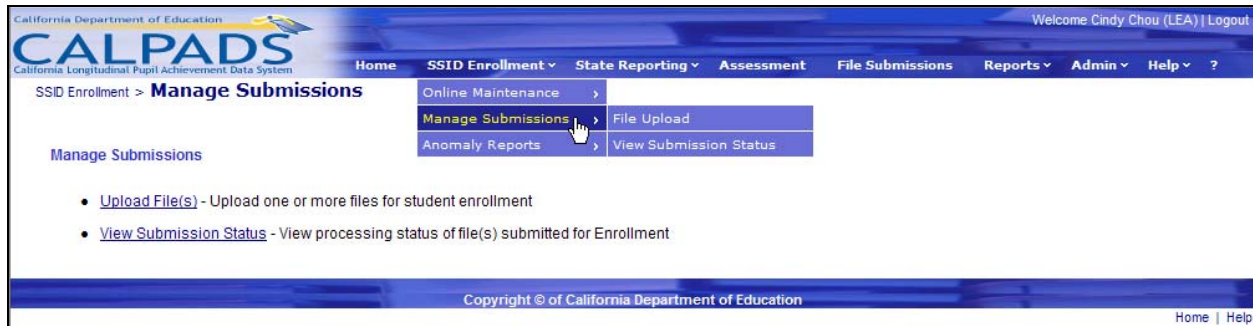 California Department of Education
Welcome Cindy Chou (LEA) | Logout
CALPADS
California Longitudinal Pupil Achievement Data System
Home SSID Enrollment State Reporting Assessment File Submissions Reports Admin Help ?
SSID Enrollment > Manage Submissions
Online Maintenance
Manage Submissions File Upload
Anomaly Reports View Submission Status
Manage Submissions
• Upload File(s) - Upload one or more files for student enrollment
• View Submission Status - View processing status of file(s) submitted for Enrollment
Copyright © of California Department of Education
Home | Help